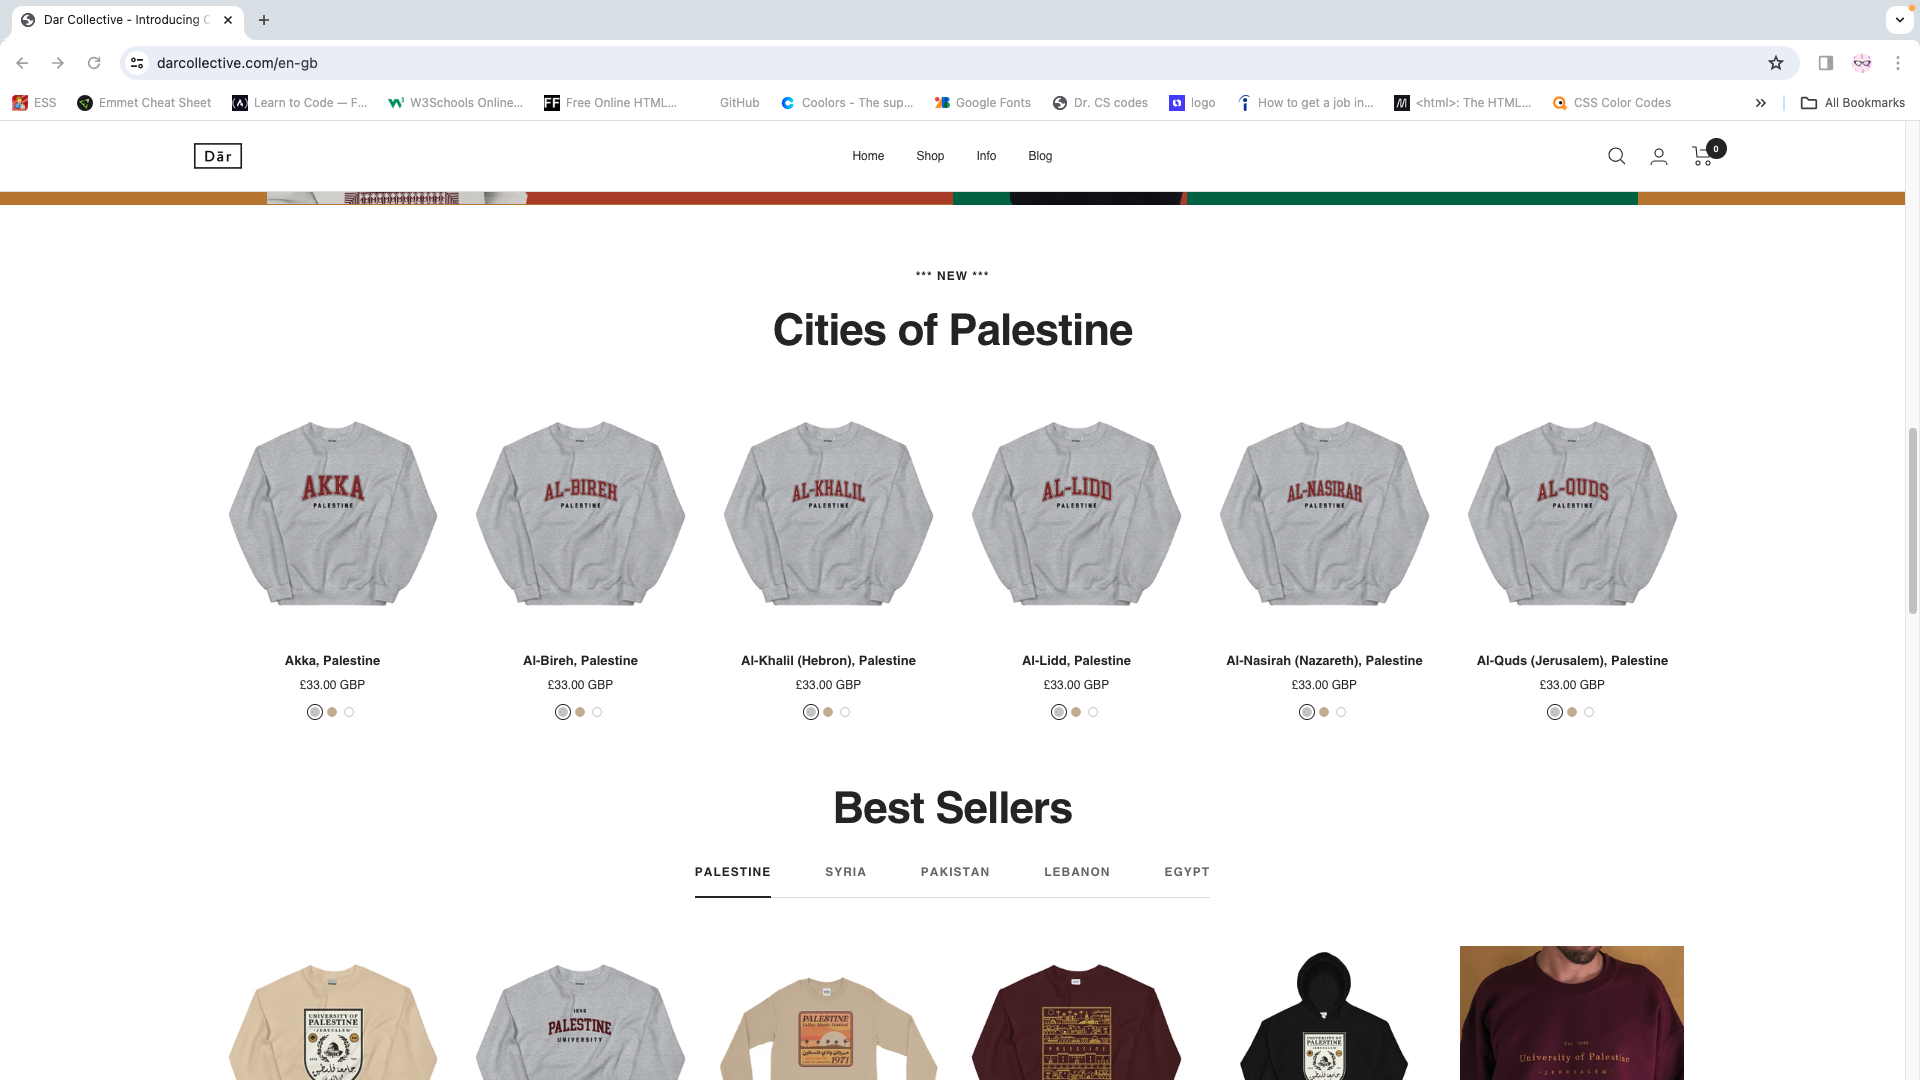 Dar Collective - Introducing C
darcollective.com/en-gb
ESS
Emmet Cheat Sheet
Learn to Code — F...
W3Schools Online...
Free Online HTML...
GitHub
Coolors - The sup...
Google Fonts
Dr. CS codes
logo
How to get a job in...
<html>: The HTML...
CSS Color Codes
All Bookmarks
Dār
Home
Shop
Info
Blog
0
*** NEW ***
Cities of Palestine
AKKA
PALESTINE
AL-BIREH
PALESTINE
AL-KHALIL
PALESTINE
AL-LIDD
PALESTINE
AL-NASIRAH
PALESTINE
AL-QUDS
PALESTINE
Akka, Palestine
£33.00 GBP
Al-Bireh, Palestine
£33.00 GBP
Al-Khalil (Hebron), Palestine
£33.00 GBP
Al-Lidd, Palestine
£33.00 GBP
Al-Nasirah (Nazareth), Palestine
£33.00 GBP
Al-Quds (Jerusalem), Palestine
£33.00 GBP
Best Sellers
PALESTINE
SYRIA
PAKISTAN
LEBANON
EGYPT
UNIVERSITY OF
PALESTINE
JERUSALEM
جامعة فلسطين
PALESTINE
UNIVERSITY
PALESTINE
1971
PALESTINE
UNIVERSITY OF
PALESTINE
JERUSALEM
University of Palestine
JERUSALEM